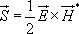 S⃗ = 1/2 E⃗ × H⃗*